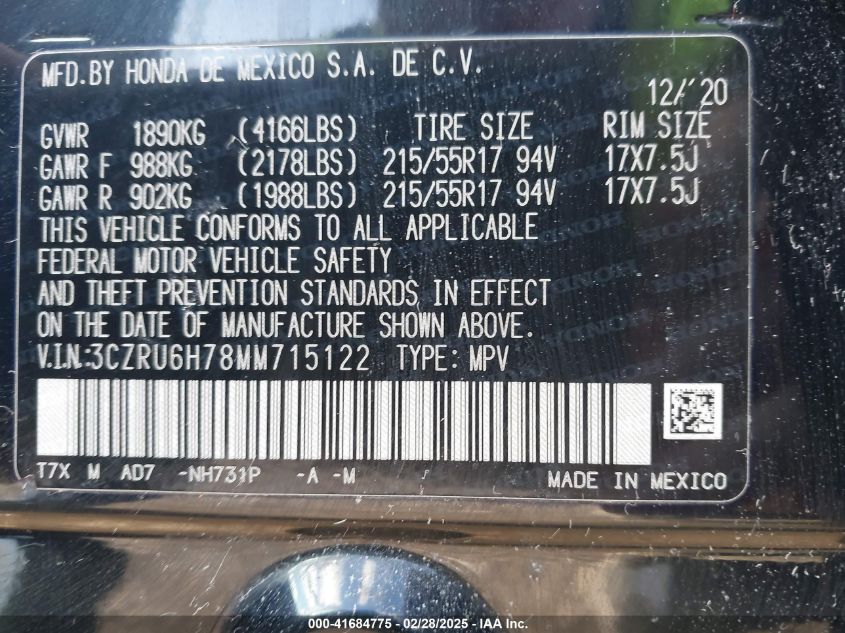 MFD.BY HONDA DE MEXICO S.A. DE C.V.
12/'20
GVWR 1890KG (4166LBS) TIRE SIZE RIM SIZE
GAWR F 988KG (2178LBS) 215/55R17 94V 17X7.5J
GAWR R 902KG (1988LBS) 215/55R17 94V 17X7.5J
THIS VEHICLE CONFORMS TO ALL APPLICABLE
FEDERAL MOTOR VEHICLE SAFETY
AND THEFT PREVENTION STANDARDS IN EFFECT
ON THE DATE OF MANUFACTURE SHOWN ABOVE.
V.I.N.:3CZRU6H78MM715122 TYPE: MPV
T7X M AD7 -NH731P -A -M
MADE IN MEXICO
000-41684775 - 02/28/2025 - IAA Inc.